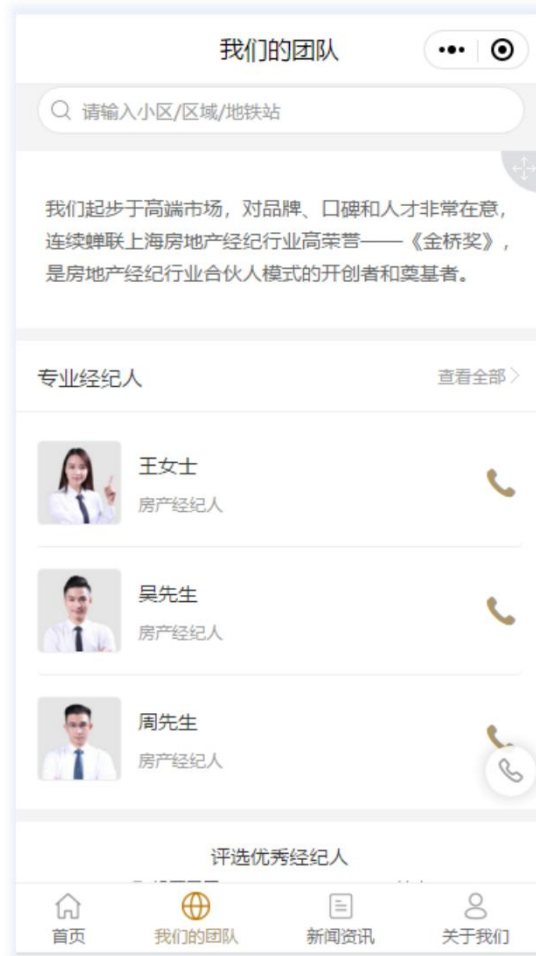 我们的团队
请输入小区/区域/地铁站
我们起步于高端市场，对品牌、口碑和人才非常在意，
连续蝉联上海房地产经纪行业高荣誉——《金桥奖》，
是房地产经纪行业合伙人模式的开创者和奠基者。
专业经纪人 查看全部
王女士
房产经纪人
吴先生
房产经纪人
周先生
房产经纪人
评选优秀经纪人
首页 我们的团队 新闻资讯 关于我们